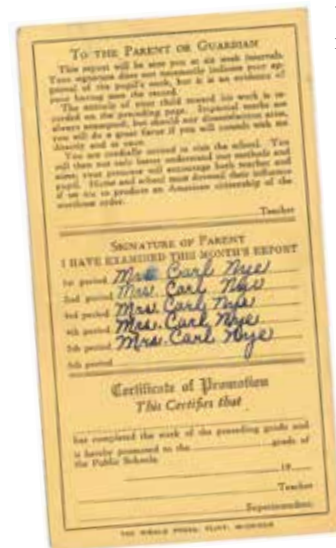 TO THE PARENT OR GUARDIAN
This report will be sent you at six week intervals.
Your signature does not necessarily indicate your ap-
proval of the pupil's work, but it is an evidence of
your having seen the record.
The attitude of your child toward his work is re-
corded on the preceding page. Impartial marks are
always attempted, but should any dissatisfaction arise,
you will do a great favor if you will consult with me
directly and at once.
You are cordially invited to visit the school. You
will then not only better understand our methods and
aims; your presence will encourage both teacher and
pupil. Home and school must its influence
if we are to produce an American citizenship of the
worthiest order.
Teacher
SIGNATURE OF PARENT
I HAVE EXAMINED THIS MONTH'S REPORT
1st period Mrs. Carl Nye
2nd period Mrs. Carl Nye
3rd period Mrs. Carl Nye
4th period Mrs. Carl Nye
5th period Mrs. Carl Nye
6th period
Certificate of Promotion
This Certifies that
has completed the work of the preceding grade and
is hereby promoted to the grade of
the Public Schools.
19
Teacher
Superintendent.
THE PRESS, FLINT, MICHIGAN